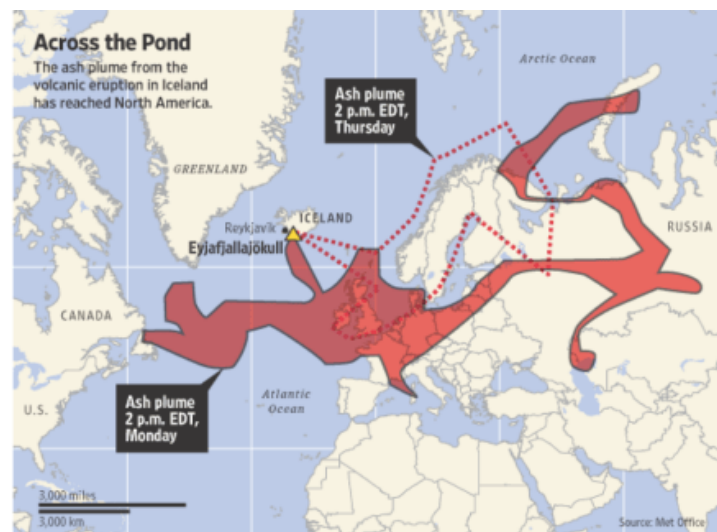 Across the Pond
The ash plume from the
volcanic eruption in Iceland
has reached North America.
Arctic Ocean
Ash plume
2 p.m. EDT,
Thursday
GREENLAND
ICELAND
Reykjavik
Eyjafjallajökull
RUSSIA
CANADA
Ash plume
2 p.m. EDT,
Monday
Atlantic
Ocean
U.S.
3,000 miles
3,000 km
Source: Met Office